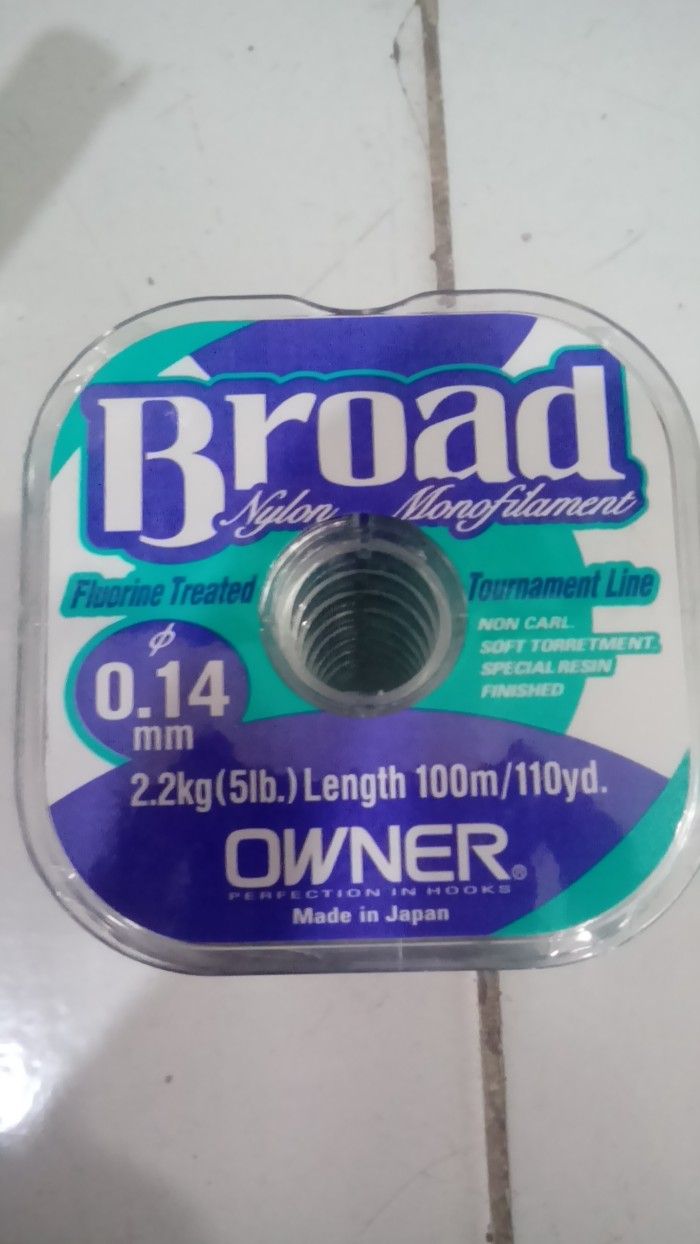 Broad
Nylon Monofilament
Fluorine Treated
Tournament Line
NON CARL.
SOFT TORRETMENT.
SPECIAL RESIN
FINISHED
φ
0.14
mm
2.2kg(5lb.) Length 100m/110yd.
OWNER®
PERFECTION IN HOOKS
Made in Japan